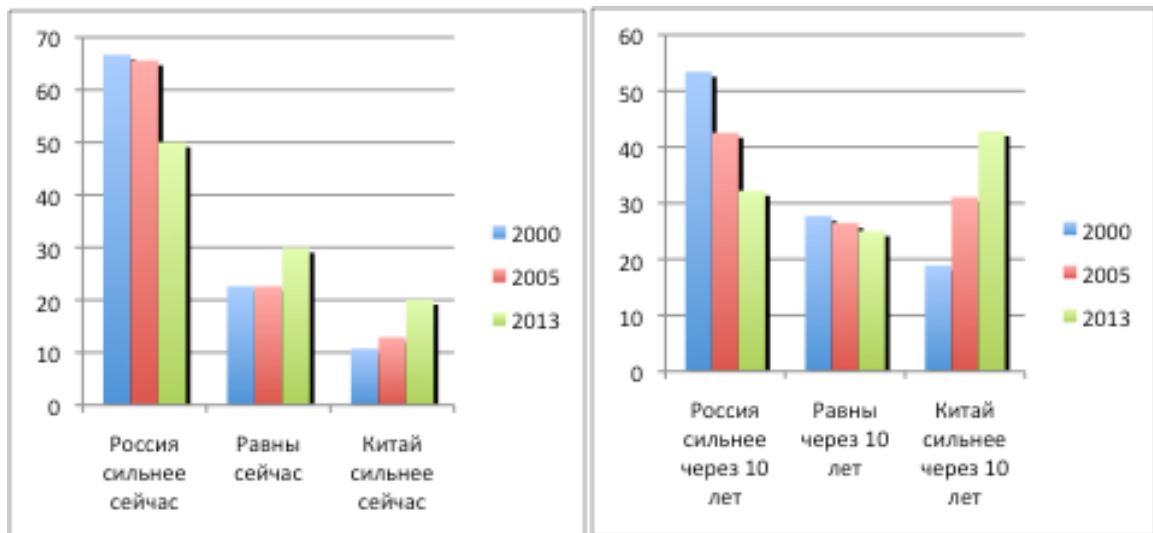 70
60
50
40
30
20
10
0
Россия
сильнее
сейчас
Равны
сейчас
Китай
сильнее
сейчас
2000
2005
2013
60
50
40
30
20
10
0
Россия
сильнее
через 10
лет
Равны
через 10
лет
Китай
сильнее
через 10
лет
2000
2005
2013